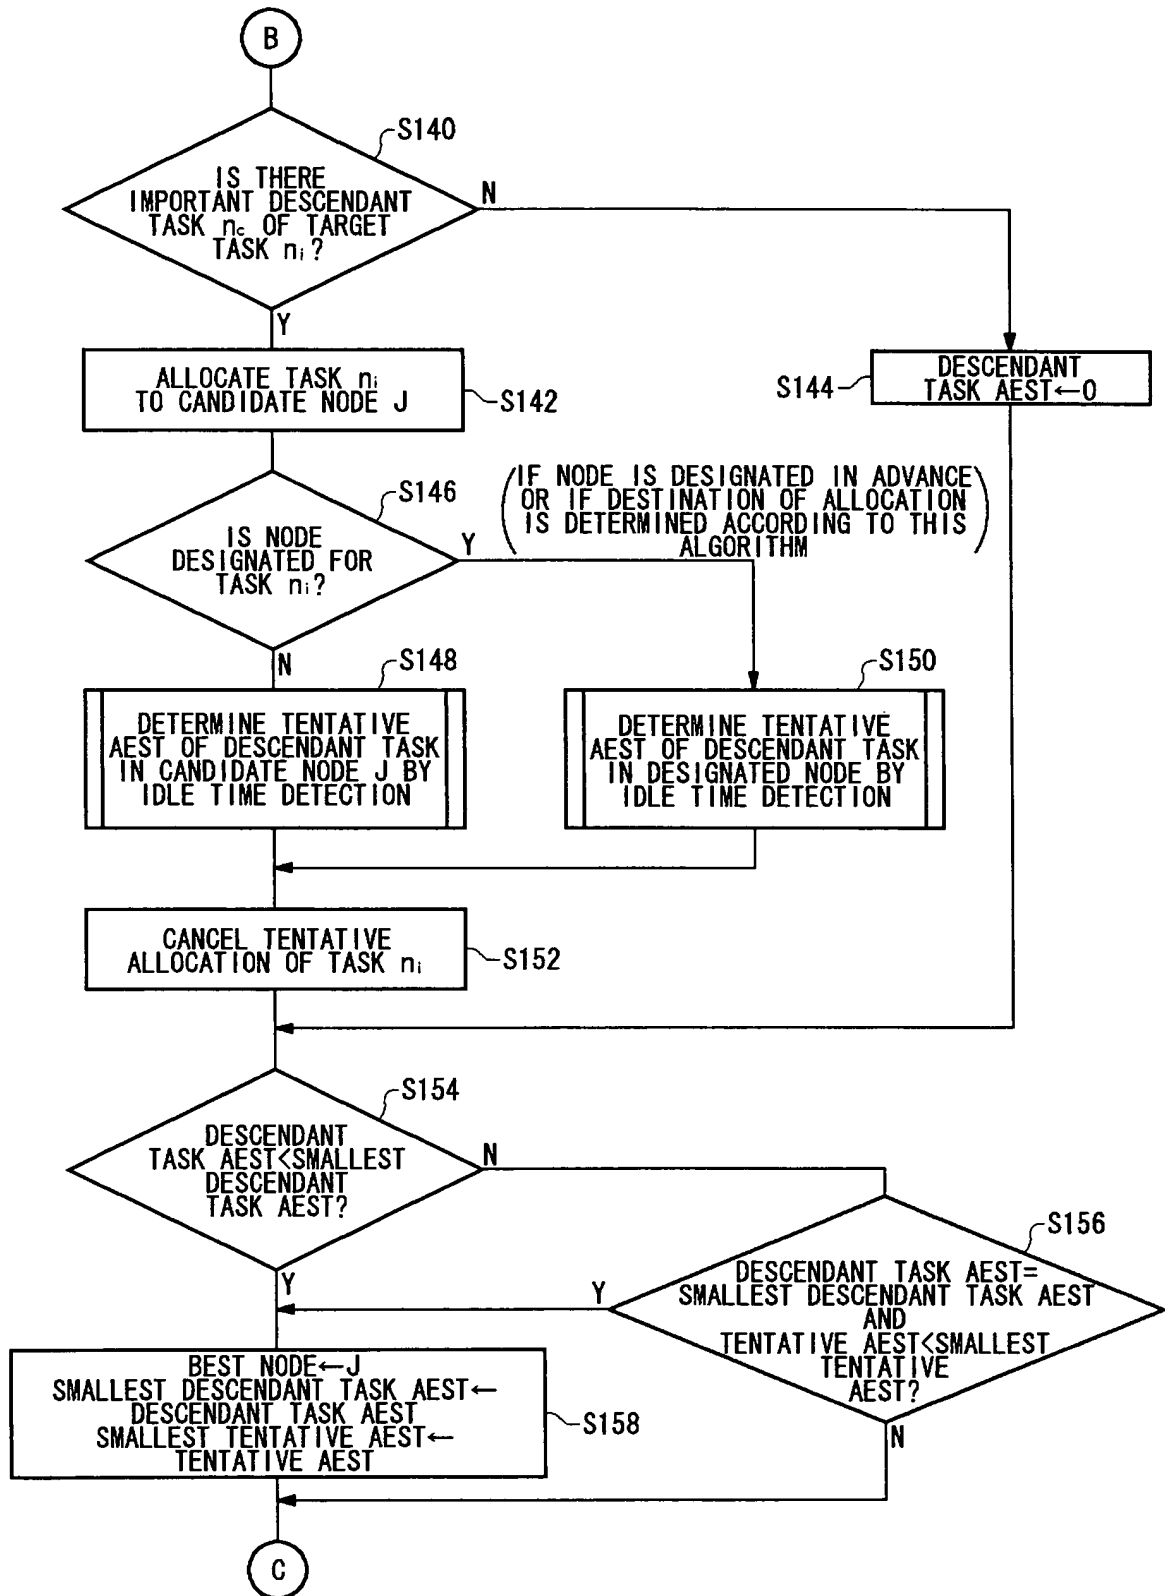 B
S140
IS THERE
IMPORTANT DESCENDANT
TASK nc OF TARGET
TASK ni?
N
Y
ALLOCATE TASK ni
TO CANDIDATE NODE J
S142
S144
DESCENDANT
TASK AEST←0
S146
IS NODE
DESIGNATED FOR
TASK ni?
Y
(IF NODE IS DESIGNATED IN ADVANCE
OR IF DESTINATION OF ALLOCATION
IS DETERMINED ACCORDING TO THIS
ALGORITHM)
N
S148
DETERMINE TENTATIVE
AEST OF DESCENDANT TASK
IN CANDIDATE NODE J BY
IDLE TIME DETECTION
S150
DETERMINE TENTATIVE
AEST OF DESCENDANT TASK
IN DESIGNATED NODE BY
IDLE TIME DETECTION
CANCEL TENTATIVE
ALLOCATION OF TASK ni
S152
S154
DESCENDANT
TASK AEST<SMALLEST
DESCENDANT
TASK AEST?
N
Y
S156
DESCENDANT TASK AEST=
SMALLEST DESCENDANT TASK AEST
AND
TENTATIVE AEST<SMALLEST
TENTATIVE
AEST?
Y
N
BEST NODE←J
SMALLEST DESCENDANT TASK AEST←
DESCENDANT TASK AEST
SMALLEST TENTATIVE AEST←
TENTATIVE AEST
S158
C